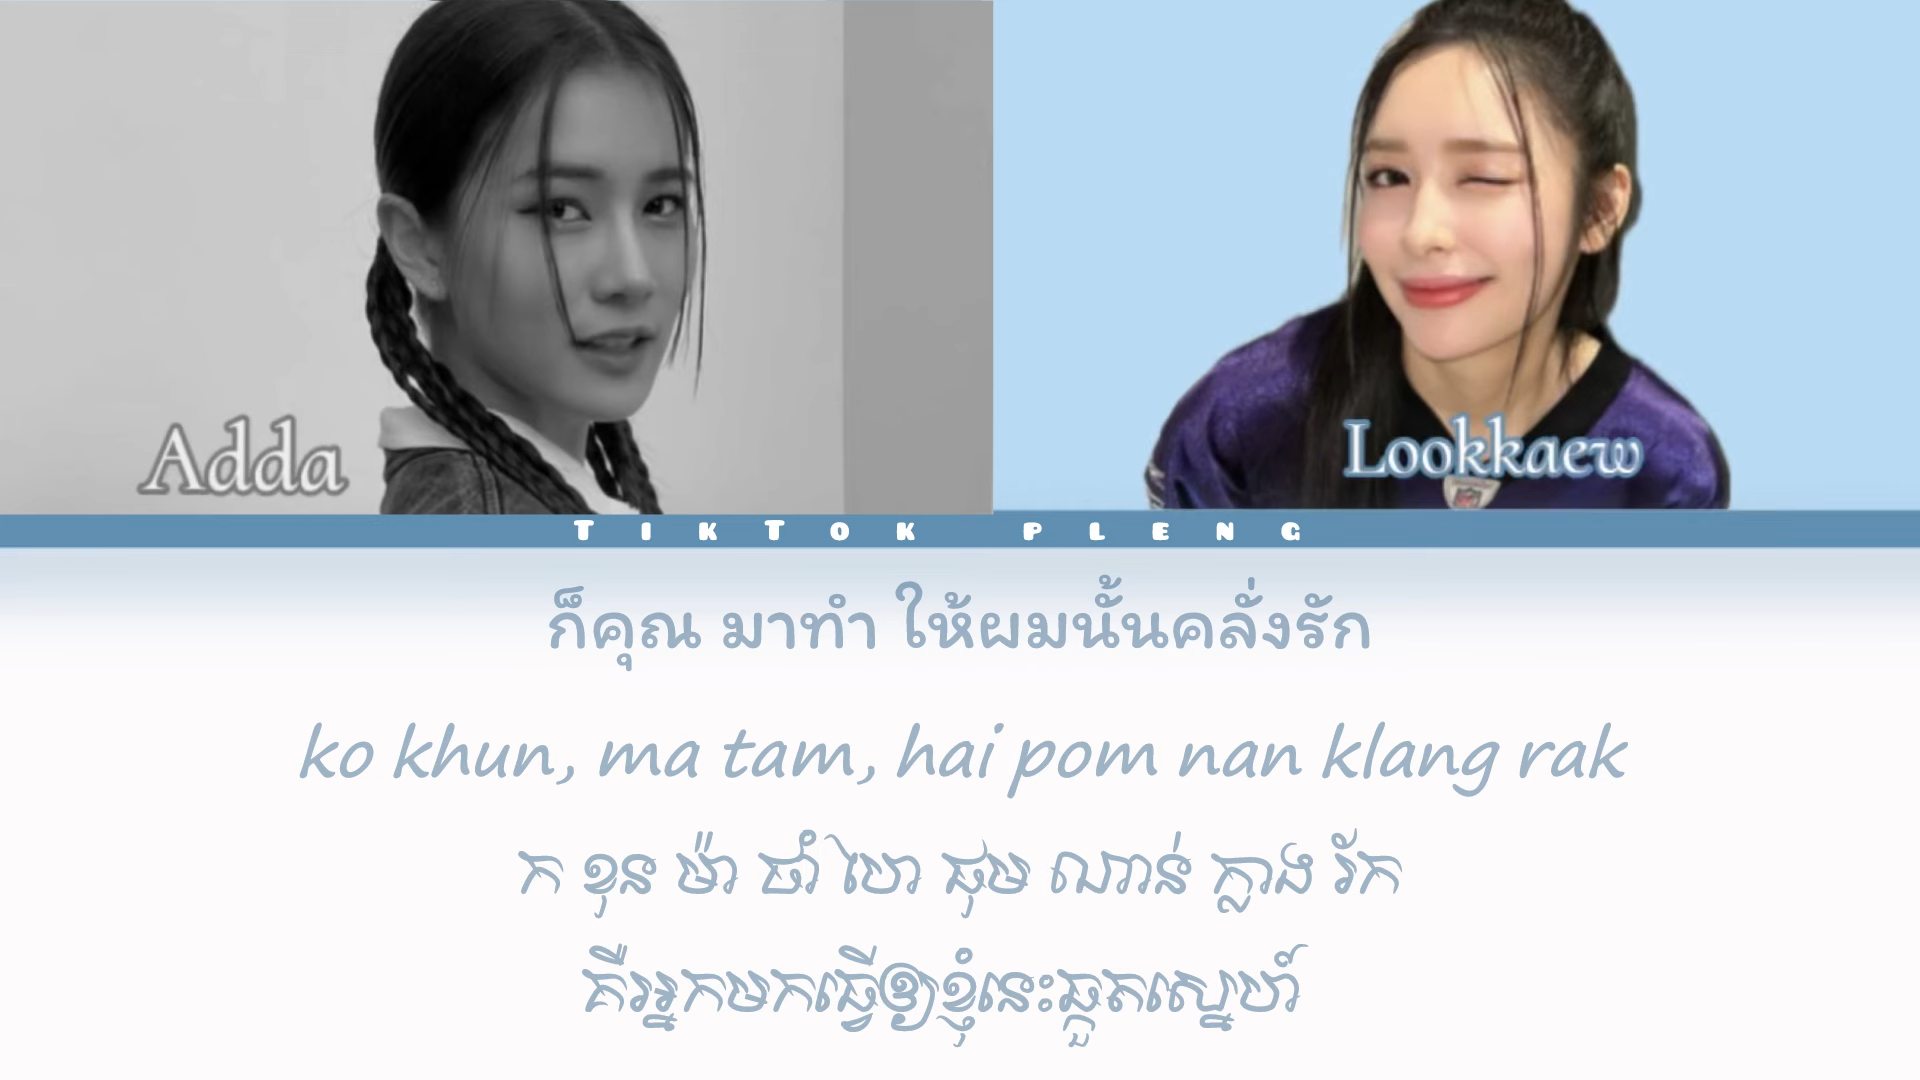 Adda
Lookkaew
TIKTOK PLENG
ก็คุณ มาทำ ให้ผมนั้นคลั่งรัก
ko khun, ma tam, hai pom nan klang rak
ក ខុន ម៉ា ថាំ ហៃ ផុម ណាន់ ក្លាង រ័ក
គឺអ្នកមកធ្វើឲ្យខ្ញុំនេះឆ្កួតស្នេហ៍